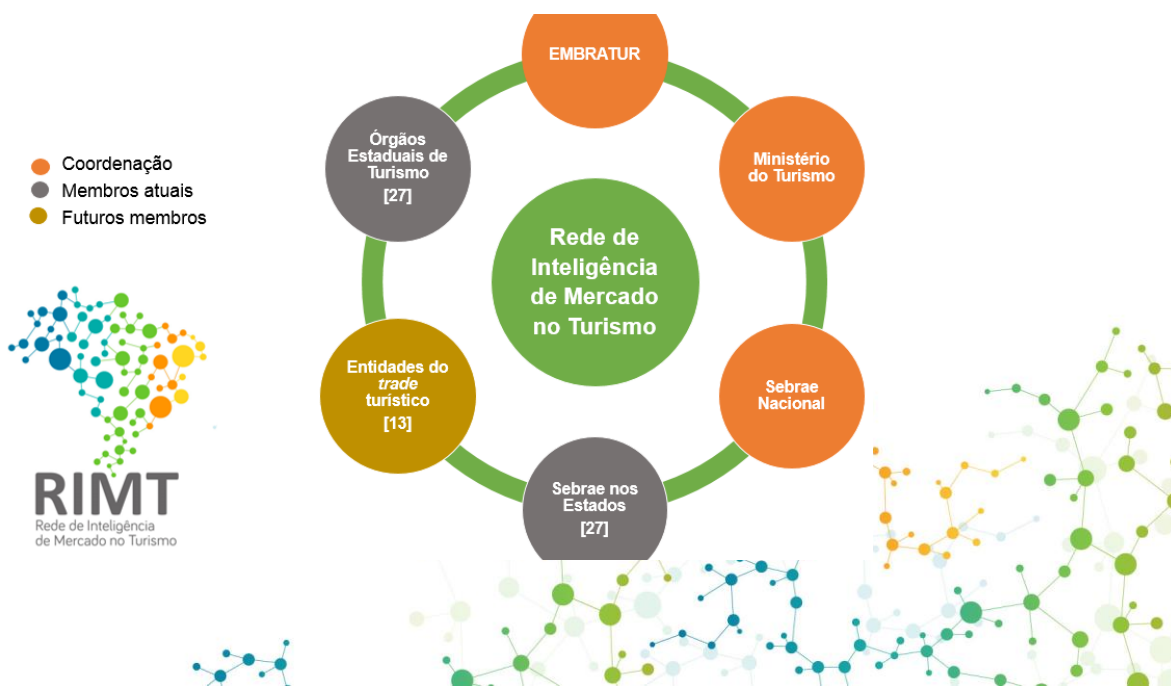 EMBRATUR
Órgãos
Estaduais de
Turismo
[27]
Ministério
do Turismo
Coordenação
Membros atuais
Futuros membros
Rede de
Inteligência
de Mercado
no Turismo
Entidades do
trade
turístico
[13]
Sebrae
Nacional
Sebrae nos
Estados
[27]
RIMT
Rede de Inteligência
de Mercado no Turismo